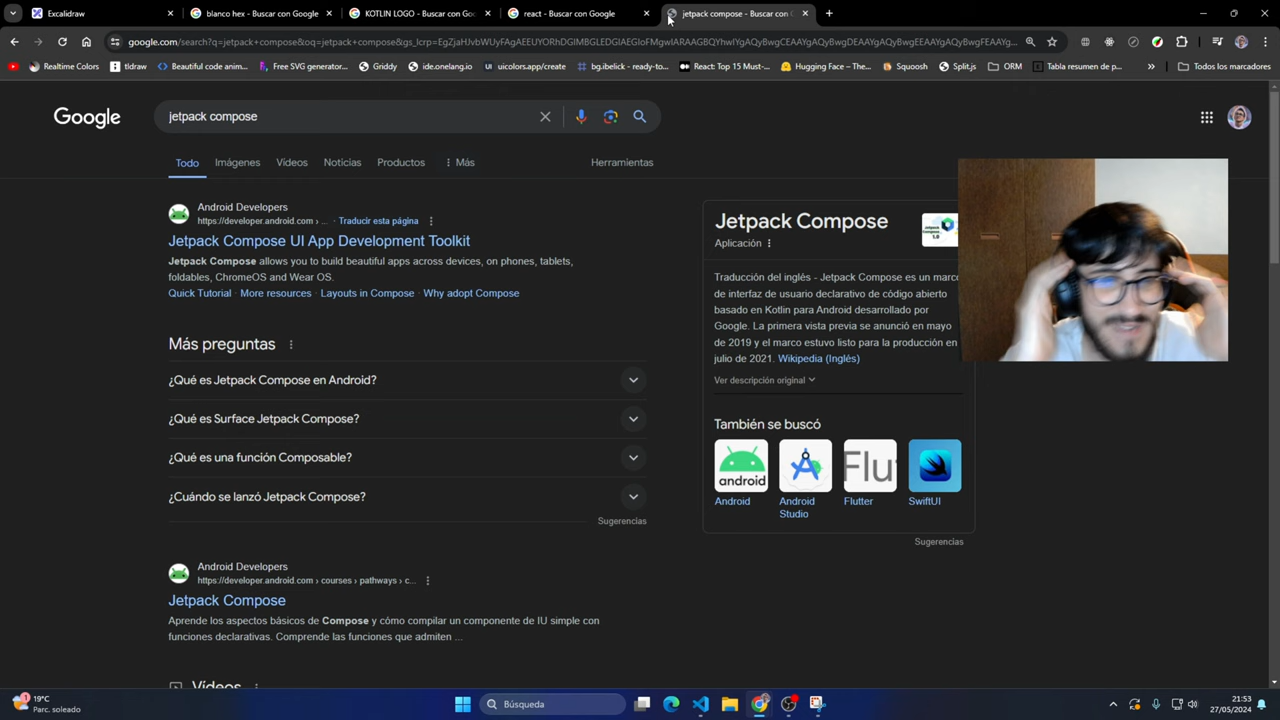 Excalidraw
blanco hex - Buscar con Google
KOTLIN LOGO - Buscar con Goo
react - Buscar con Google
jetpack compose - Buscar con G
google.com/search?q=jetpack+compose&oq=jetpack+compose&gs_lcrp=EgZjaHJvbWUyFAgAEEUYORhDGIMBGLEDGIAEGIoFMgwIARAAGBQYhwIYgAQyBwgCEAAYgAQyBwgDEAAYgAQyBwgEEAAYgAQyBwgFEAAYgAQyBwgFEAAYg...
Realtime Colors
tldraw
Beautiful code anim...
Free SVG generator...
Griddy
ide.onelang.io
uicolors.app/create
bg.ibelick - ready-to...
React: Top 15 Must-...
Hugging Face – The...
Squoosh
Split.js
ORM
Tabla resumen de p...
Todos los marcadores
Google
jetpack compose
Todo
Imágenes
Vídeos
Noticias
Productos
Más
Herramientas
Android Developers
https://developer.android.com › ... · Traducir esta página
Jetpack Compose UI App Development Toolkit
Jetpack Compose allows you to build beautiful apps across devices, on phones, tablets,
foldables, ChromeOS and Wear OS.
Quick Tutorial · More resources · Layouts in Compose · Why adopt Compose
Más preguntas
¿Qué es Jetpack Compose en Android?
¿Qué es Surface Jetpack Compose?
¿Qué es una función Composable?
¿Cuándo se lanzó Jetpack Compose?
Sugerencias
Android Developers
https://developer.android.com › courses › pathways › c...
Jetpack Compose
Aprende los aspectos básicos de Compose y cómo compilar un componente de IU simple con
funciones declarativas. Comprende las funciones que admiten ...
Vídeos
Jetpack Compose
Aplicación
Jetpack
Compose
1.0
Traducción del inglés - Jetpack Compose es un marco
de interfaz de usuario declarativo de código abierto
basado en Kotlin para Android desarrollado por
Google. La primera vista previa se anunció en mayo
de 2019 y el marco estuvo listo para la producción en
julio de 2021. Wikipedia (Inglés)
Ver descripción original
También se buscó
android
Flu
Android
Android Studio
Flutter
SwiftUI
Sugerencias
1
19°C
Parc. soleado
Búsqueda
21:53
27/05/2024